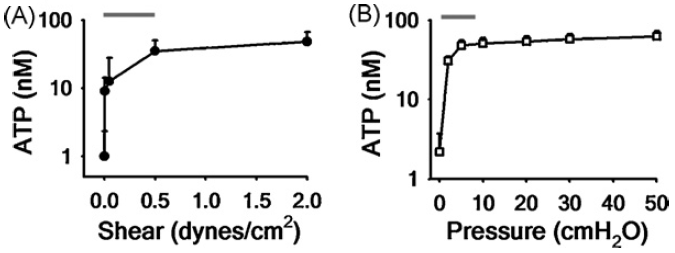 (A)
ATP (nM)
100
10
1
0.0 0.5 1.0 1.5 2.0
Shear (dynes/cm²)
(B)
ATP (nM)
100
10
1
0 10 20 30 40 50
Pressure (cmH₂O)